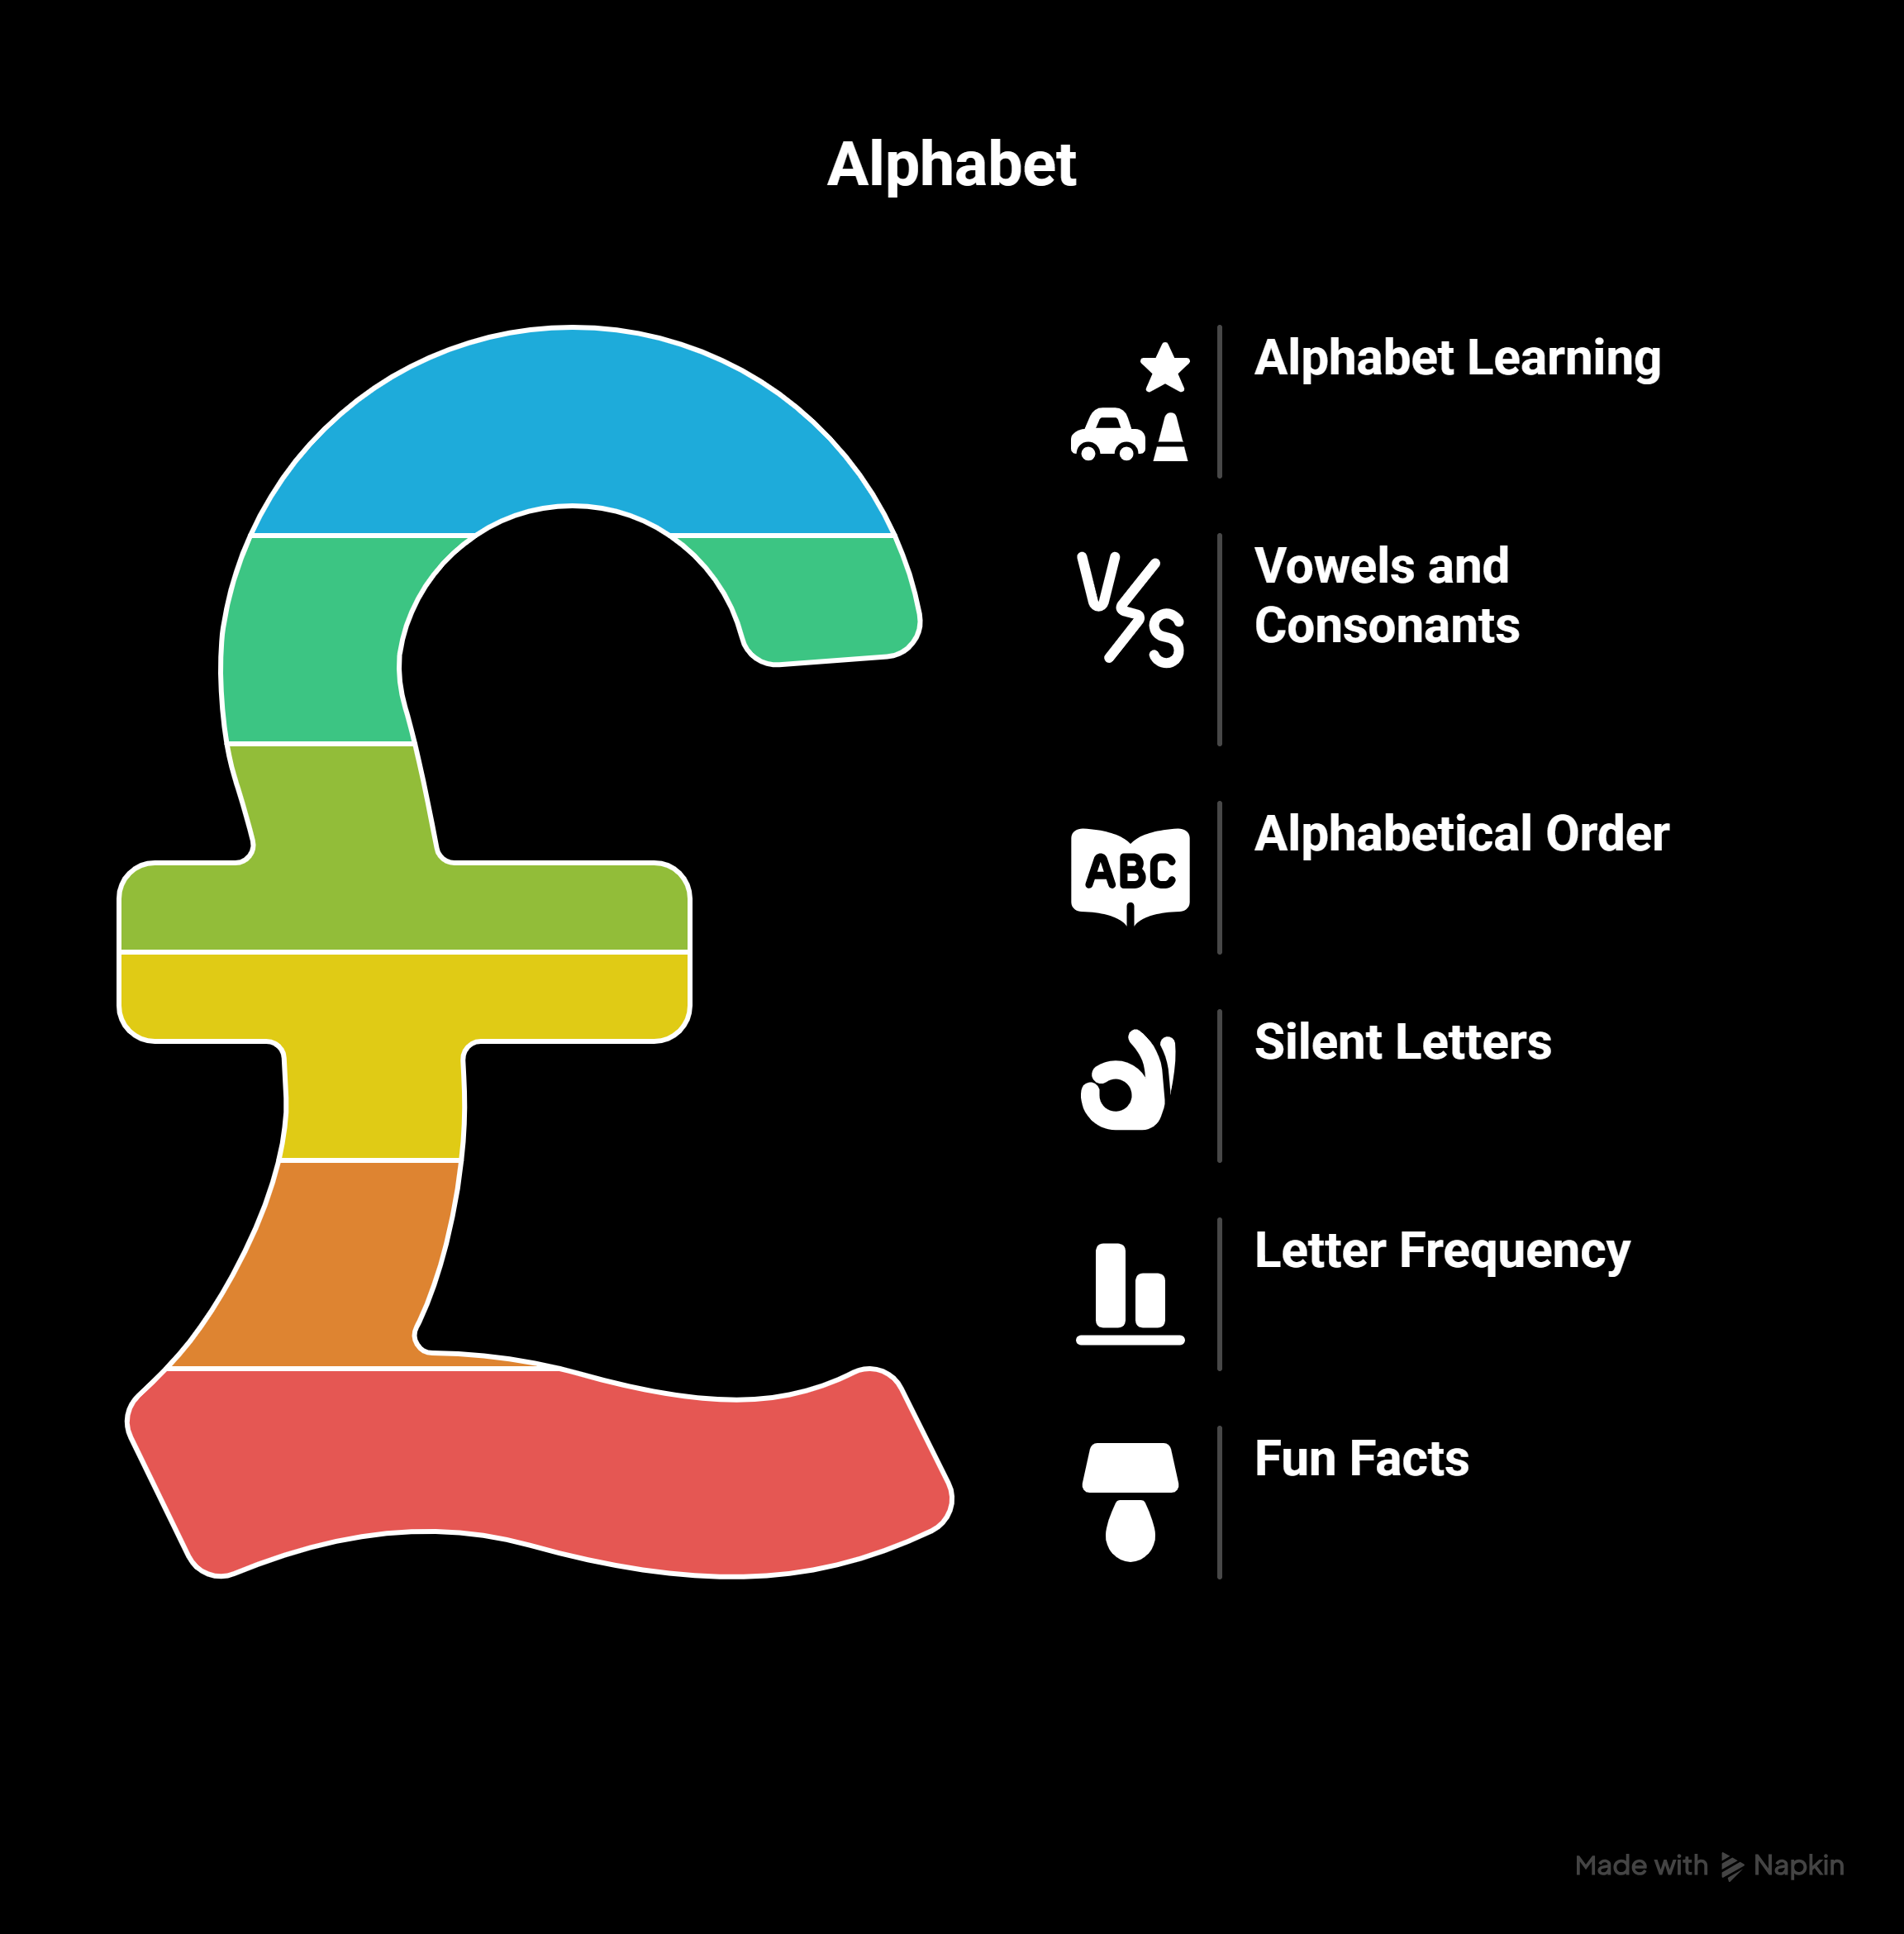 Alphabet
Alphabet Learning
V/S
Vowels and
Consonants
ABC
Alphabetical Order
Silent Letters
Letter Frequency
Fun Facts
Made with Napkin